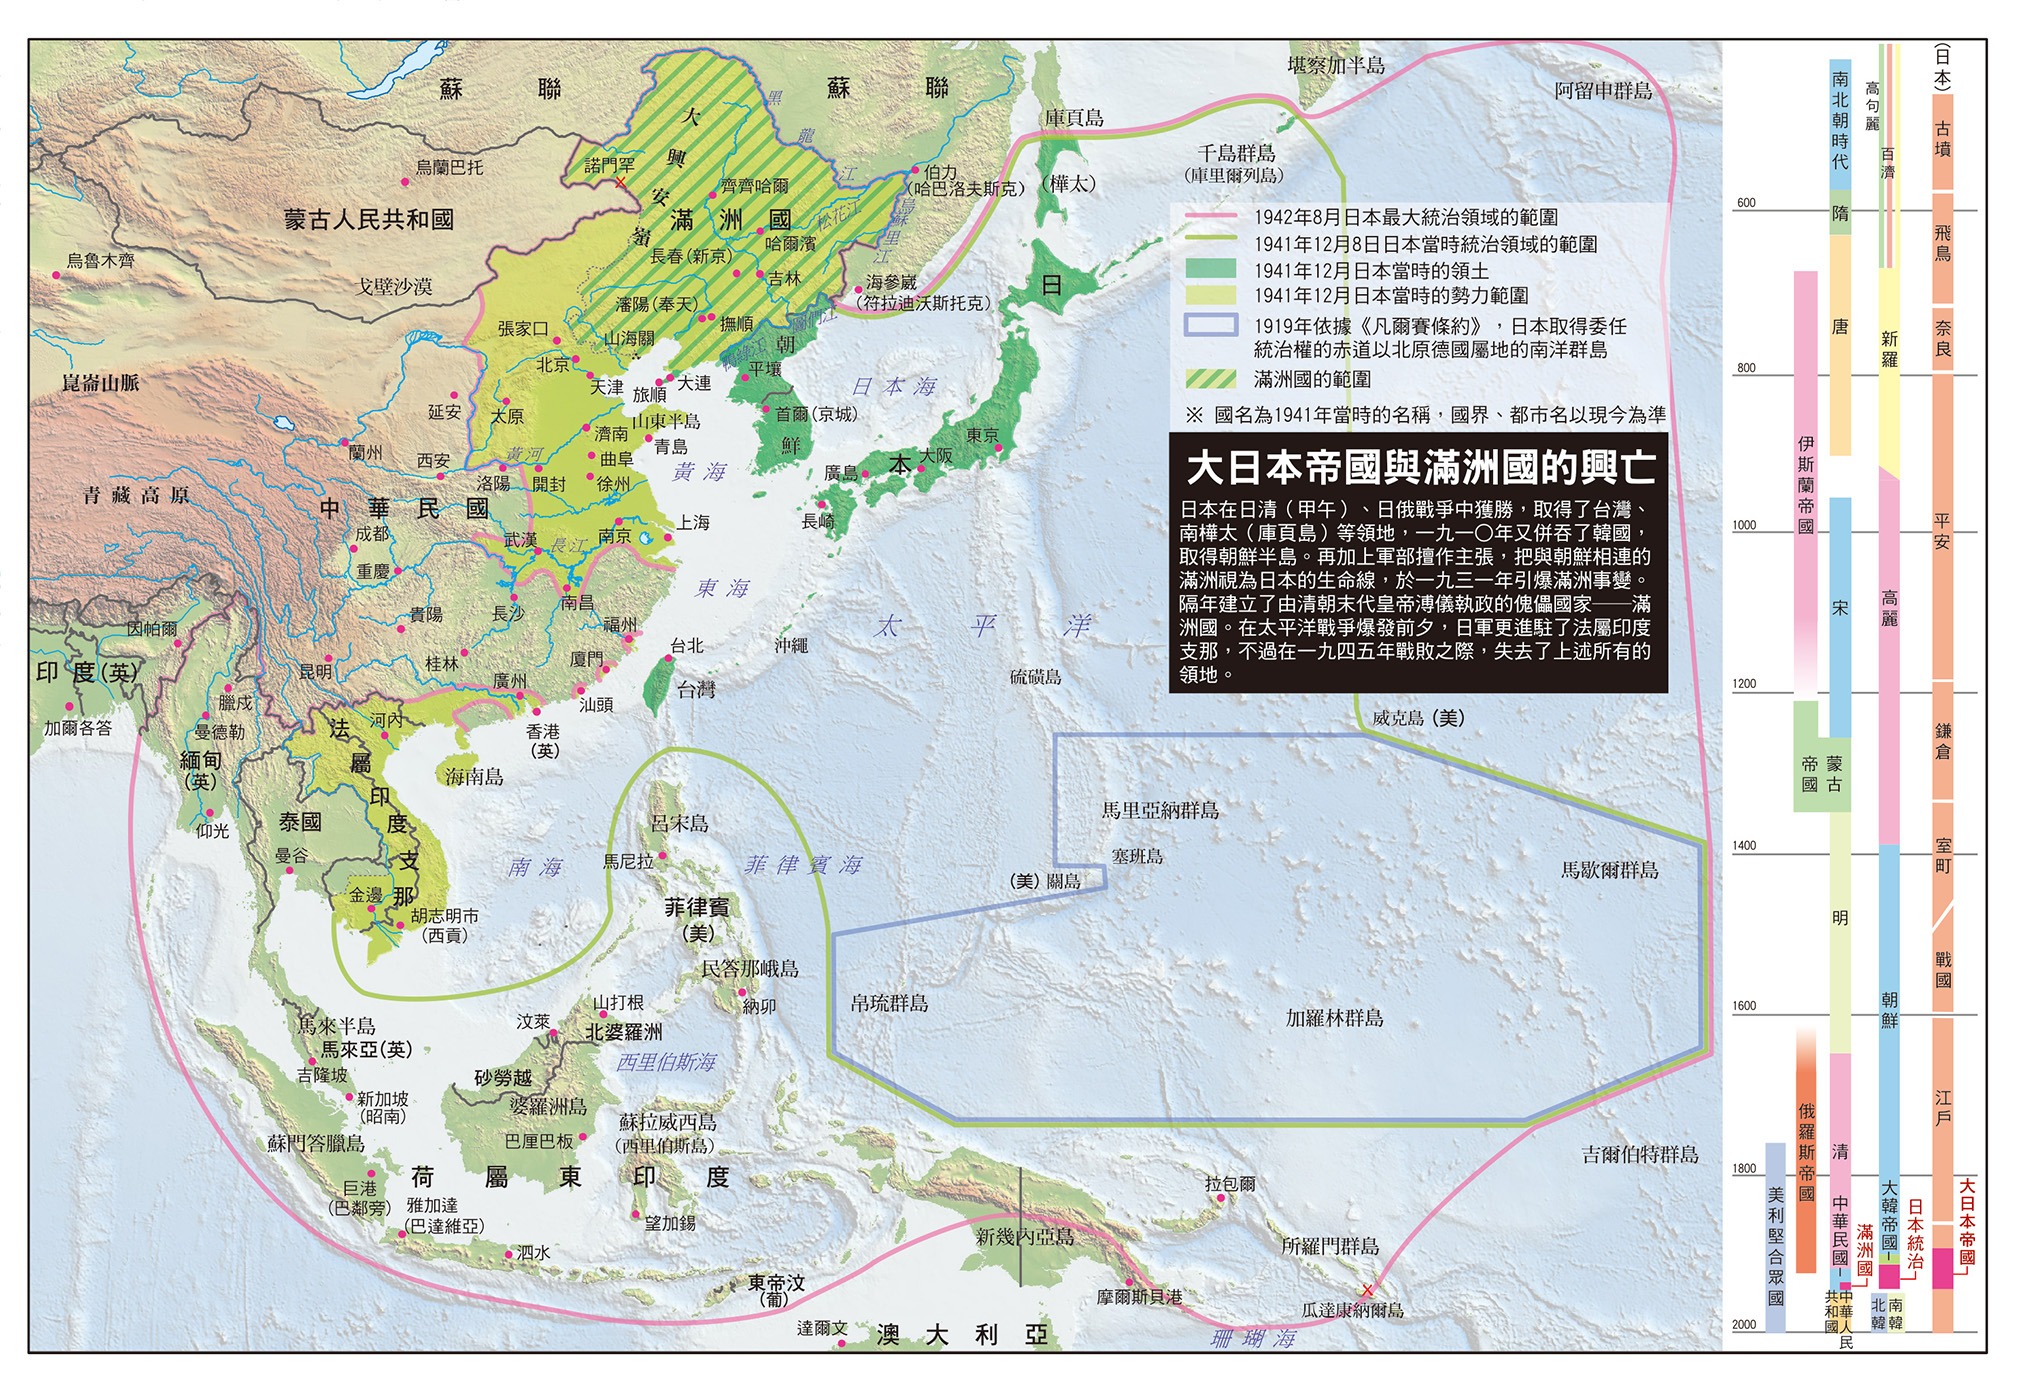 蘇聯
蘇聯
堪察加半島
阿留申群島
黑龍江
大興安嶺
庫頁島
(樺太)
千島群島
(庫里爾列島)
諾門罕
烏蘭巴托
齊齊哈爾
伯力
(哈巴洛夫斯克)
烏蘇里江
松花江
滿洲國
哈爾濱
蒙古人民共和國
烏魯木齊
長春(新京)
吉林
戈壁沙漠
海參崴
(符拉迪沃斯托克)
瀋陽(奉天)
撫順
圖們江
鴨綠江
張家口
山海關
北京
天津
旅順
大連
朝鮮
平壤
首爾(京城)
日本海
日本
崑崙山脈
延安
太原
山東半島
濟南
青島
蘭州
西安
黃河
洛陽
開封
曲阜
徐州
黃海
東京
大阪
廣島
長崎
青藏高原
中華民國
成都
武漢
長江
南京
上海
重慶
東海
貴陽
長沙
南昌
福州
太平洋
因帕爾
印度(英)
昆明
桂林
廈門
台北
沖繩
硫磺島
台灣
臘戍
曼德勒
加爾各答
廣州
汕頭
香港
(英)
河內
緬甸
(英)
法屬印度支那
海南島
仰光
泰國
曼谷
呂宋島
馬尼拉
南海
菲律賓海
金邊
胡志明市
(西貢)
菲律賓
(美)
民答那峨島
納卯
威克島(美)
馬里亞納群島
塞班島
(美)關島
馬歇爾群島
帛琉群島
加羅林群島
馬來半島
馬來亞(英)
吉隆坡
新加坡
(昭南)
汶萊
山打根
北婆羅洲
西里伯斯海
砂勞越
婆羅洲島
巴厘巴板
蘇拉威西島
(西里伯斯島)
蘇門答臘島
荷屬東印度
巨港
(巴鄰旁)
雅加達
(巴達維亞)
望加錫
泗水
東帝汶
(葡)
新幾內亞島
拉包爾
吉爾伯特群島
所羅門群島
摩爾斯貝港
瓜達康納爾島
達爾文
澳大利亞
珊瑚海
1942年8月日本最大統治領域的範圍
1941年12月8日日本當時統治領域的範圍
1941年12月日本當時的領土
1941年12月日本當時的勢力範圍
1919年依據《凡爾賽條約》，日本取得委任
統治權的赤道以北原德國屬地的南洋群島
滿洲國的範圍
※ 國名為1941年當時的名稱，國界、都市名以現今為準
大日本帝國與滿洲國的興亡
日本在日清（甲午）、日俄戰爭中獲勝，取得了台灣、
南樺太（庫頁島）等領地，一九一〇年又併吞了韓國，
取得朝鮮半島。再加上軍部擅作主張，把與朝鮮相連的
滿洲視為日本的生命線，於一九三一年引爆滿洲事變。
隔年建立了由清朝末代皇帝溥儀執政的傀儡國家——滿
洲國。在太平洋戰爭爆發前夕，日軍更進駐了法屬印度
支那，不過在一九四五年戰敗之際，失去了上述所有的
領地。
600
800
1000
1200
1400
1600
1800
2000
美利堅合眾國
伊斯蘭帝國
俄羅斯帝國
蒙古
帝國
南北朝時代
隋
唐
宋
明
清
中華民國
滿洲國
中華人民
共和國
高句麗
百濟
新羅
高麗
朝鮮
大韓帝國
日本統治
北韓
南韓
(日本)
古墳
飛鳥
奈良
平安
鎌倉
室町
戰國
江戶
大日本帝國